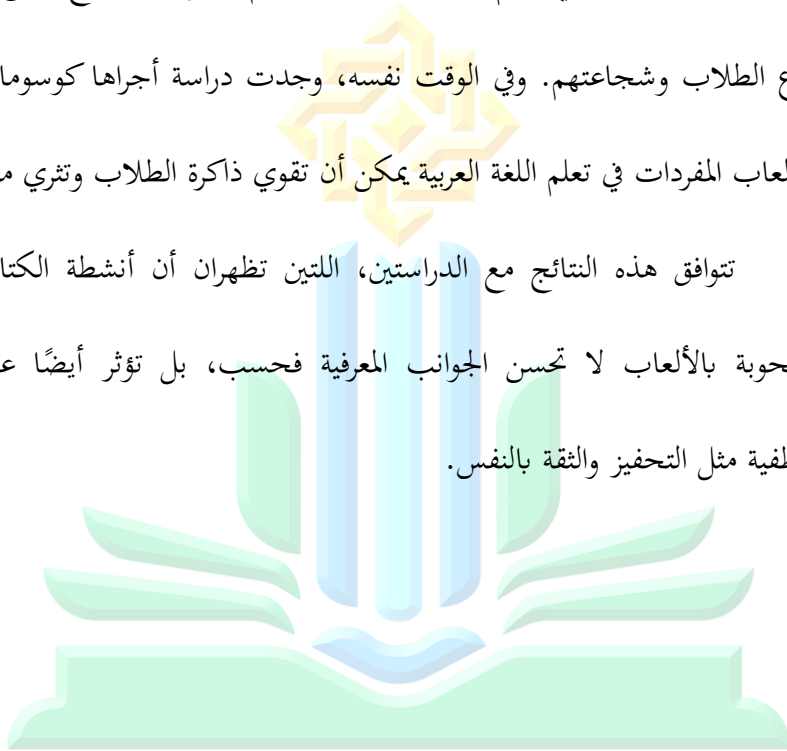 ع الطلاب وشجاعتهم. وفي الوقت نفسه، وجدت دراسة أجراها كوسوما
لعاب المفردات في تعلم اللغة العربية يمكن أن تقوي ذاكرة الطلاب وتثري م
تتوافق هذه النتائج مع الدراستين، اللتين تظهران أن أنشطة الكتا
حوبة بالألعاب لا تحسن الجوانب المعرفية فحسب، بل تؤثر أيضًا ع
طفية مثل التحفيز والثقة بالنفس.